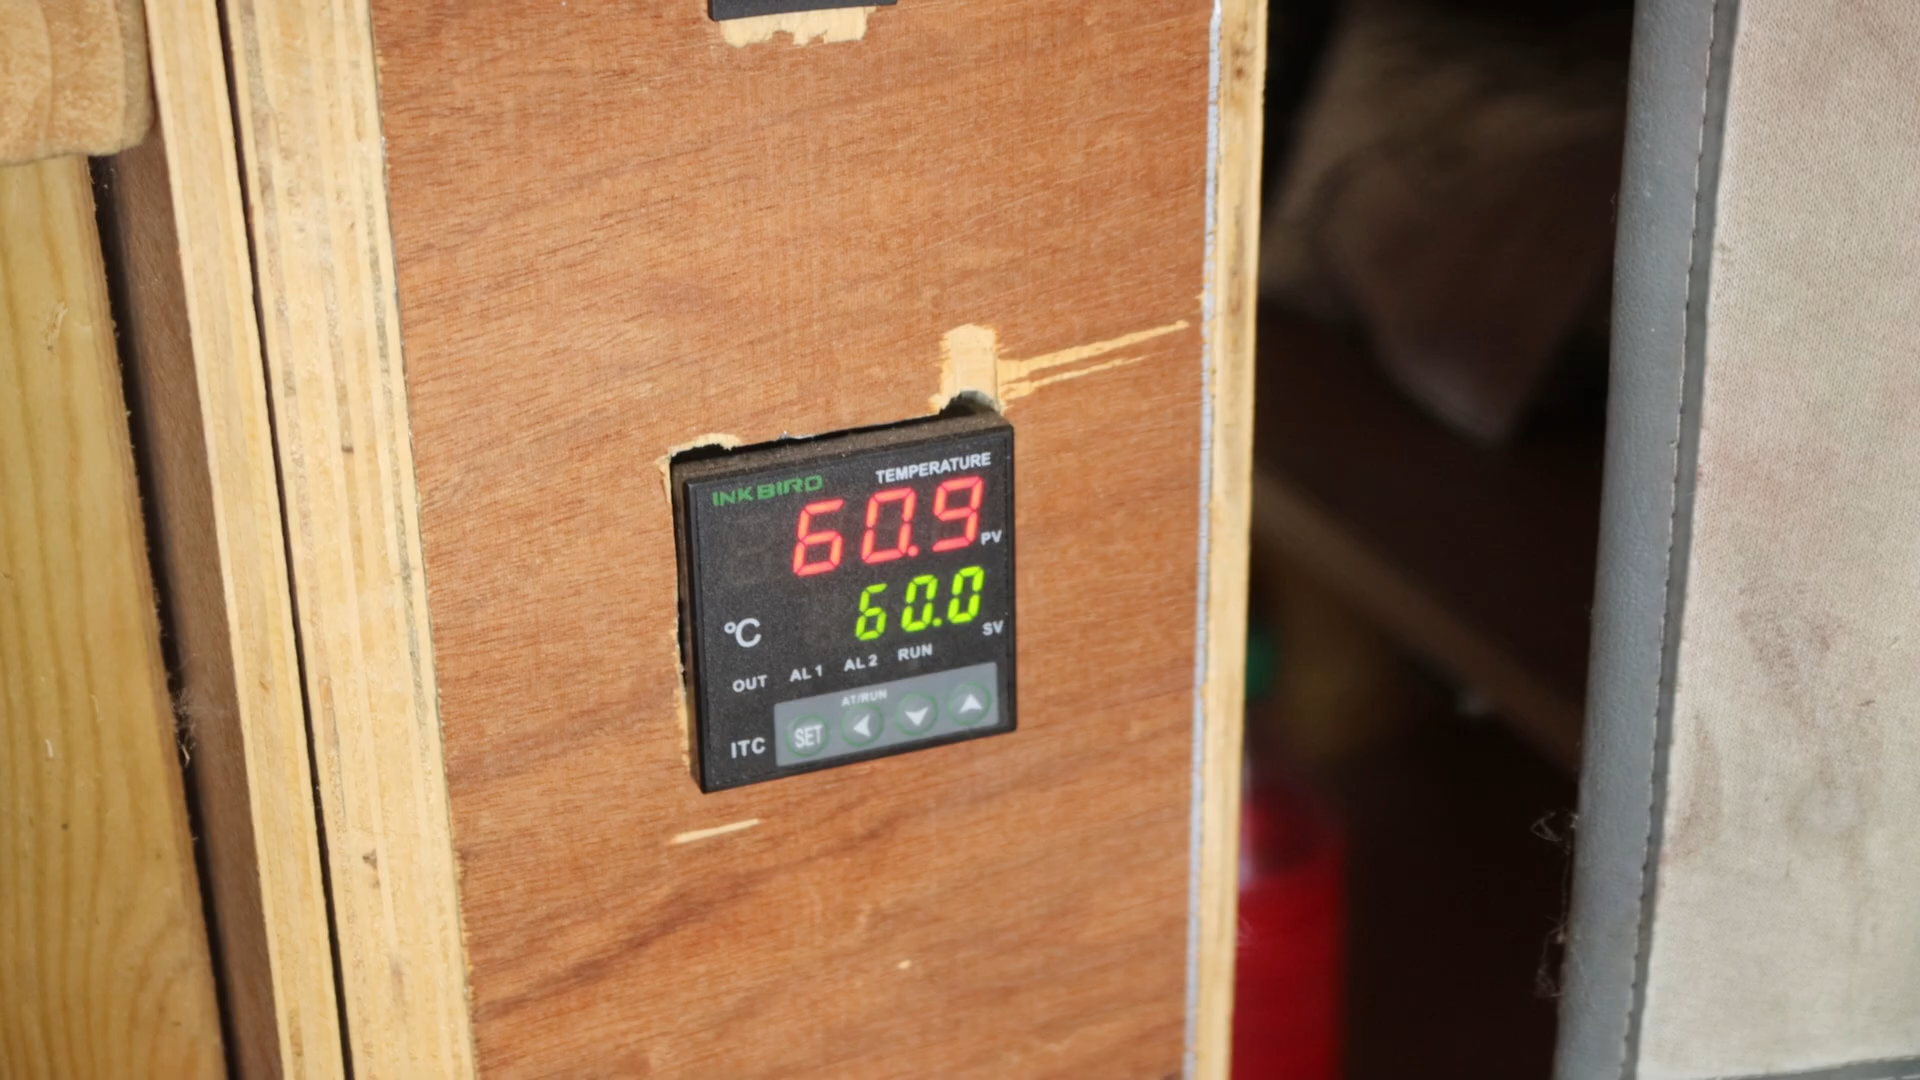 INKBIRD TEMPERATURE
60.9 PV
60.0 SV
°C
OUT AL1 AL2 RUN
AT/RUN
ITC SET